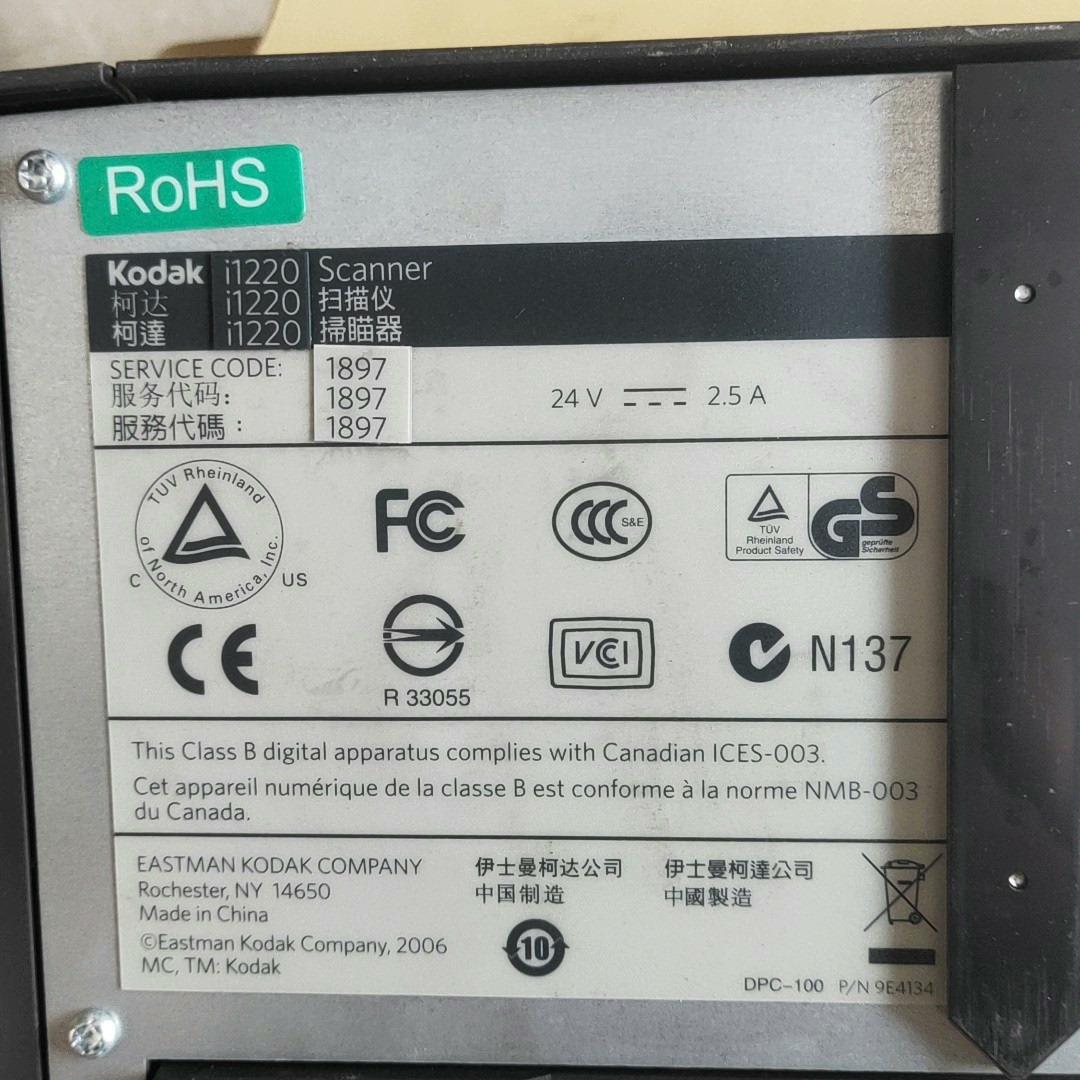 RoHS
Kodak i1220 Scanner
柯达 i1220 扫描仪
柯達 i1220 掃瞄器
SERVICE CODE: 1897
服务代码: 1897
服務代碼: 1897
24 V 2.5 A
TÜV Rheinland
of North America, Inc.
C US
FC
CCC S&E
TÜV
Rheinland
Product Safety
GS
geprüfte
Sicherheit
CE
R 33055
VCI
N137
This Class B digital apparatus complies with Canadian ICES-003.
Cet appareil numérique de la classe B est conforme à la norme NMB-003
du Canada.
EASTMAN KODAK COMPANY
Rochester, NY 14650
Made in China
©Eastman Kodak Company, 2006
MC, TM: Kodak
伊士曼柯达公司
中国制造
10
伊士曼柯達公司
中國製造
DPC-100 P/N 9E4134